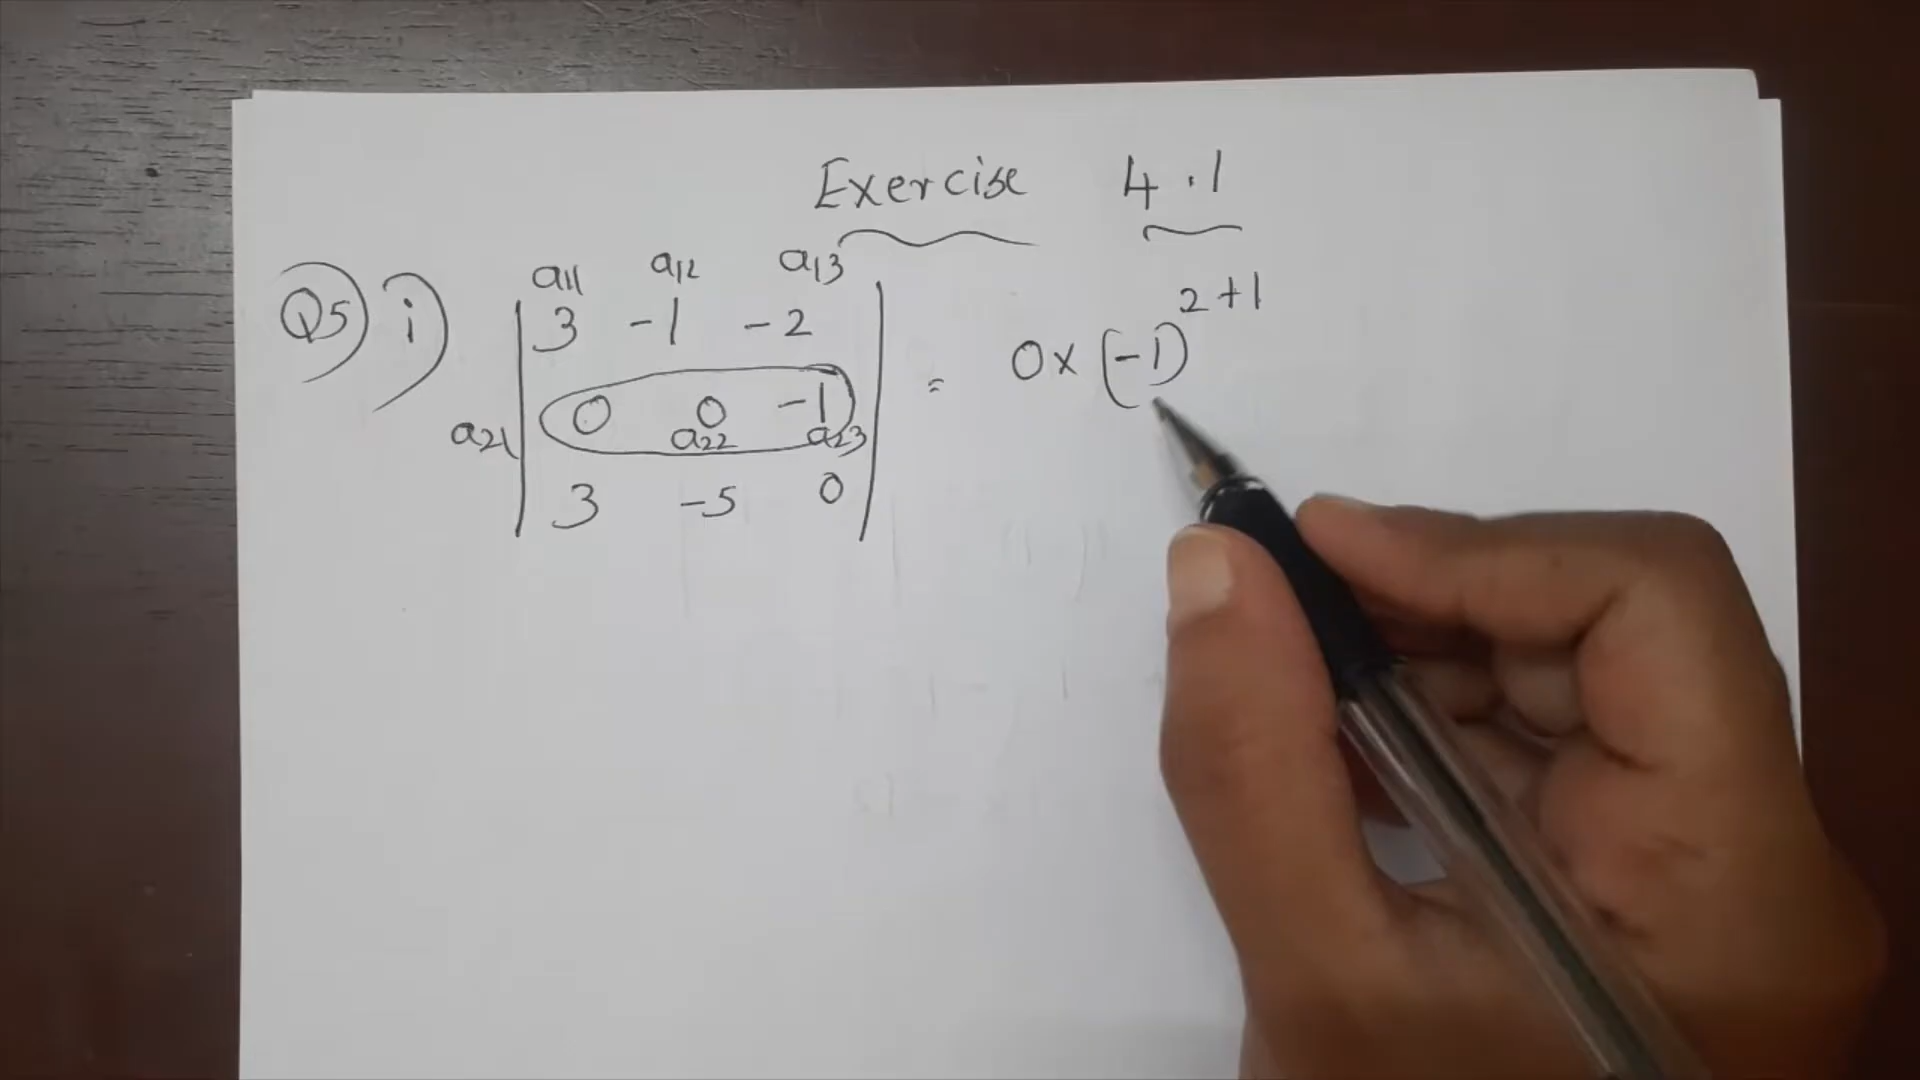 Exercise 4.1
a11 a12 a13
Q5) i) | 3 -1 -2 | = 0 × (-1)^2+1
a21 | 0 0 -1 |
a22 a23
| 3 -5 0 |